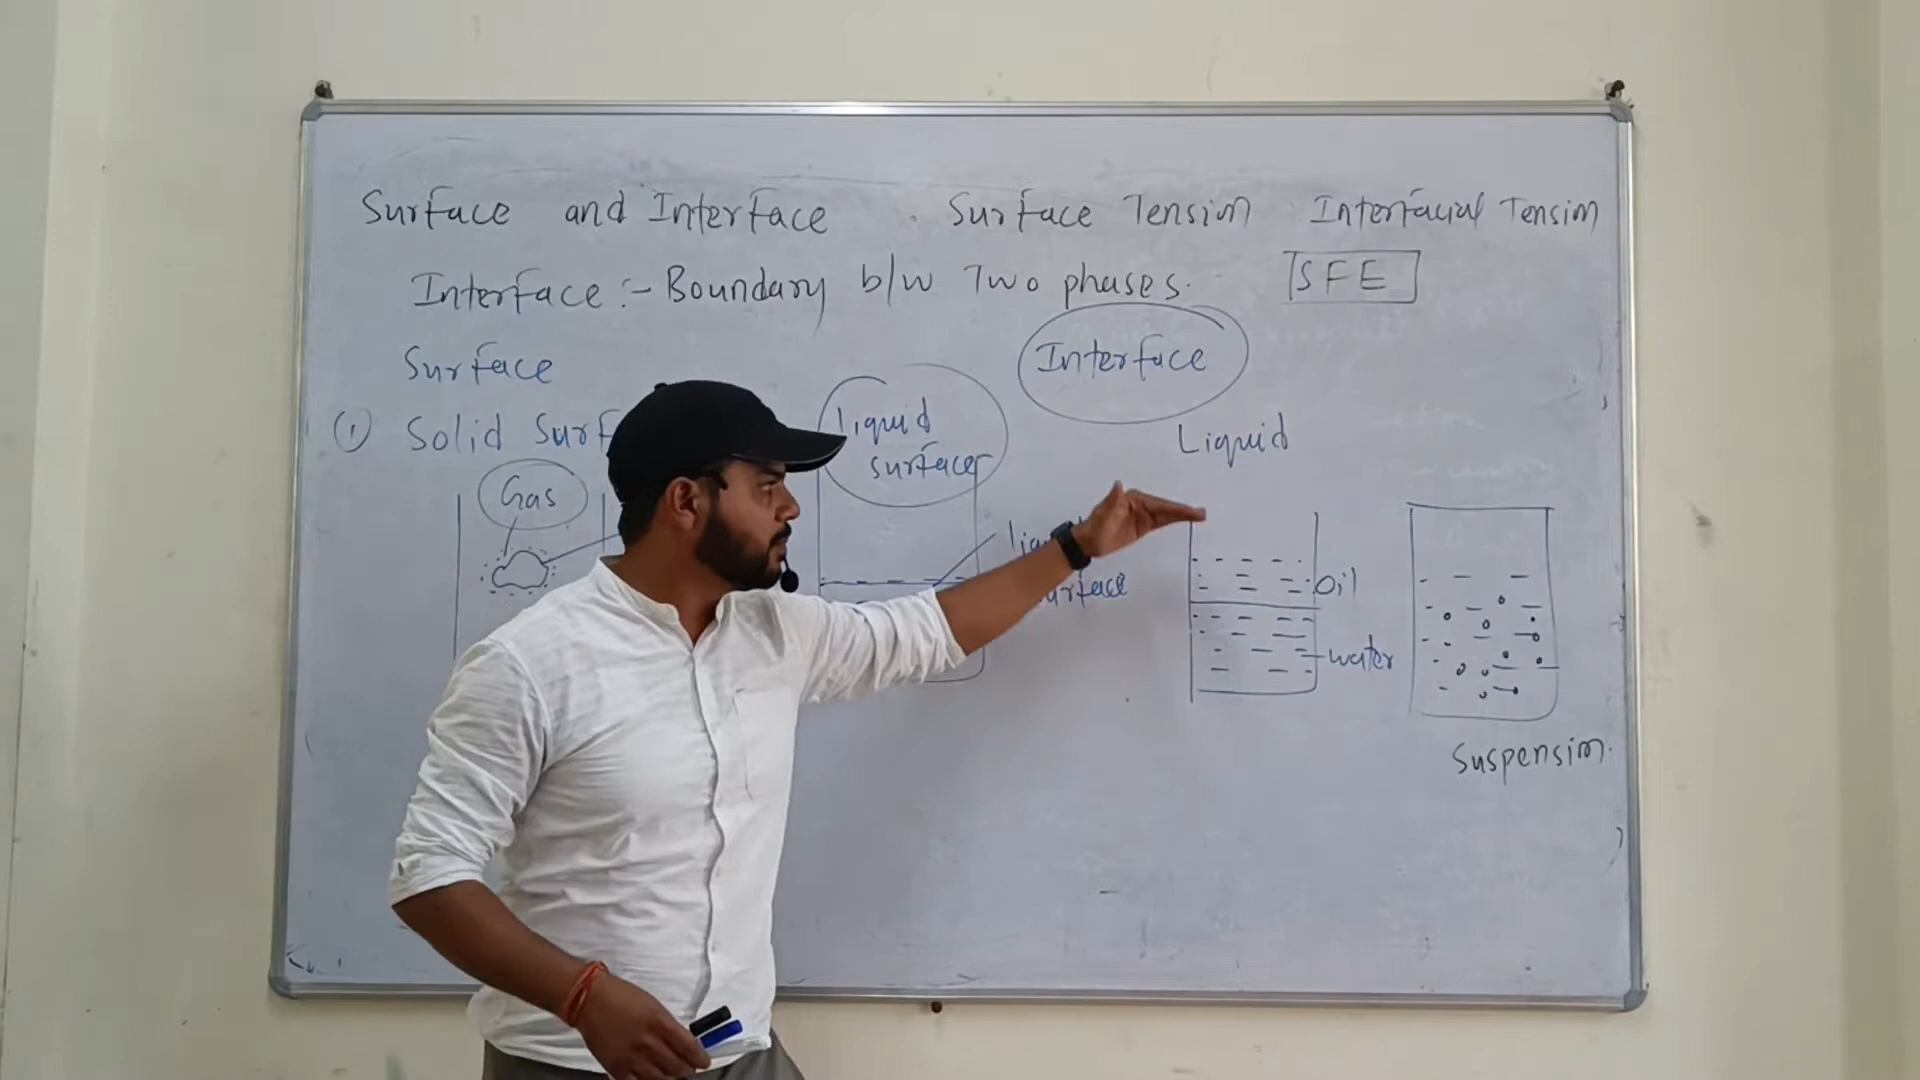 Surface and Interface . Surface Tension Interfacial Tension
Interface :- Boundary b/w Two phases. SFE
Surface
Interface
① Solid
Liquid
surface
Liquid
Gas
surface
Oil
water
Suspension.